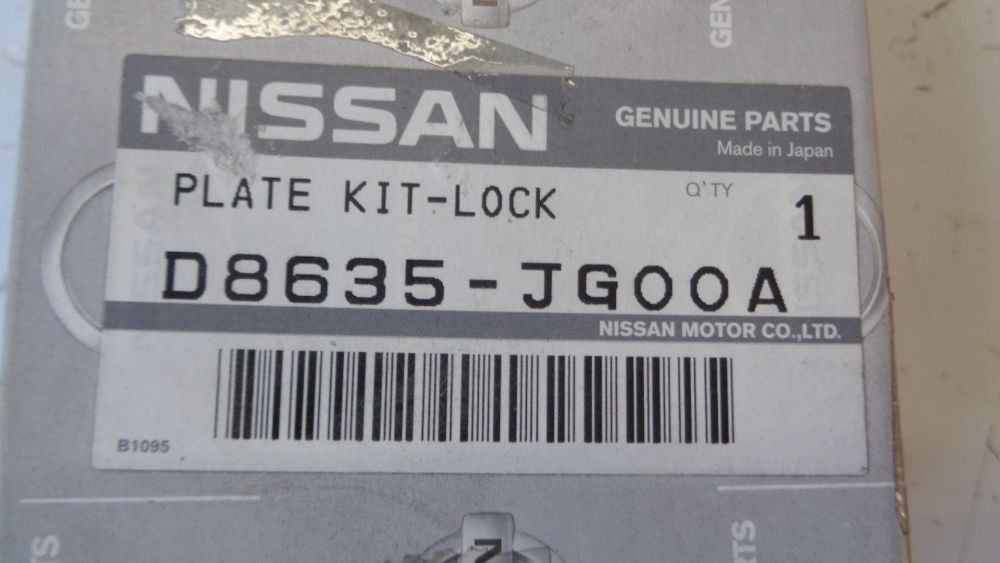 NISSAN
GENUINE PARTS
Made in Japan
PLATE KIT-LOCK
Q'TY
1
D8635-JG00A
NISSAN MOTOR CO.,LTD.
B1095